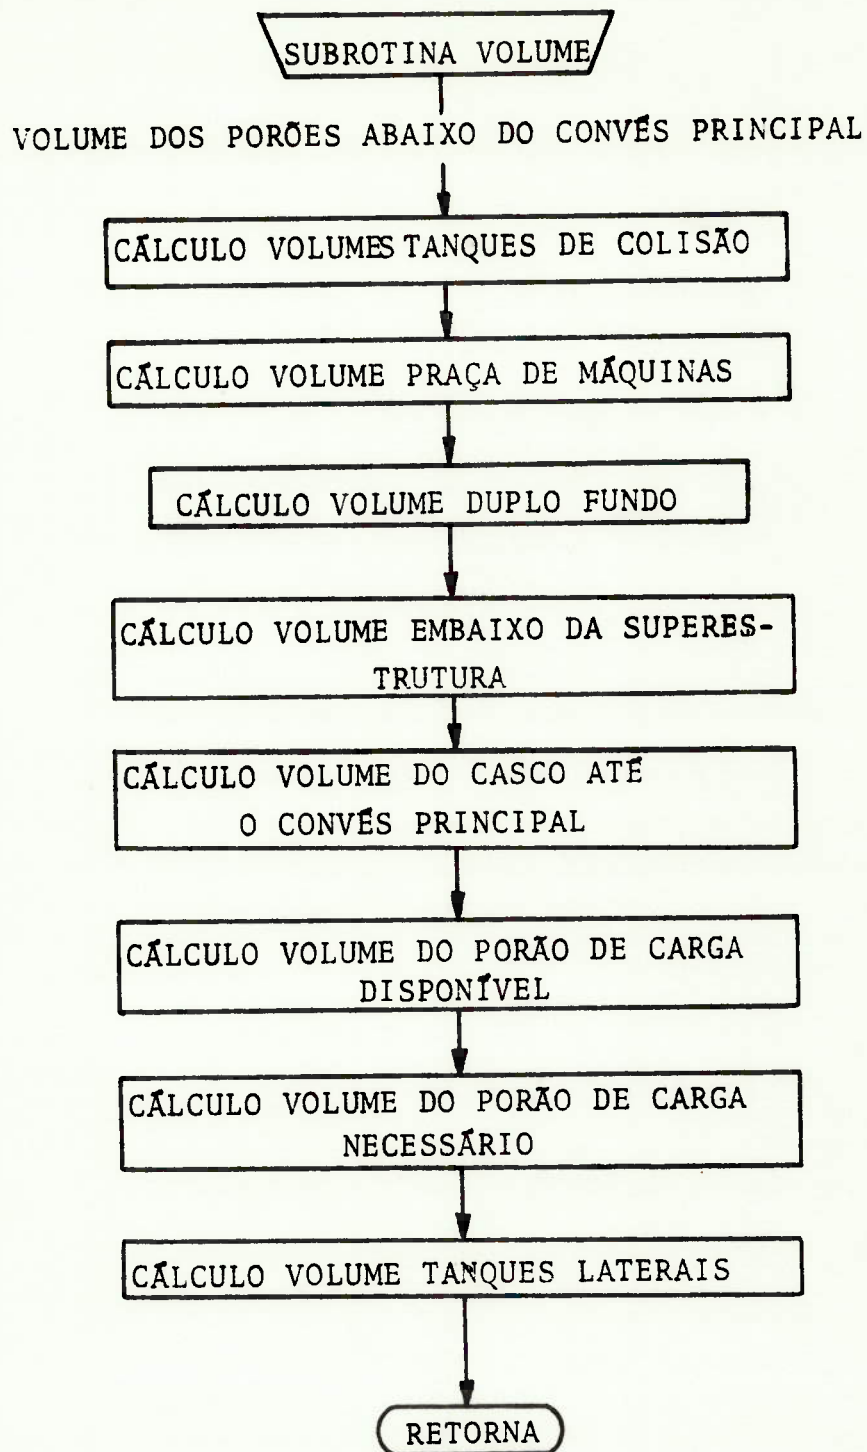 SUBROTINA VOLUME
VOLUME DOS PORÕES ABAIXO DO CONVÉS PRINCIPAL
CÁLCULO VOLUMES TANQUES DE COLISÃO
CÁLCULO VOLUME PRAÇA DE MÁQUINAS
CÁLCULO VOLUME DUPLO FUNDO
CÁLCULO VOLUME EMBAIXO DA SUPERES-
TRUTURA
CÁLCULO VOLUME DO CASCO ATÉ
O CONVÉS PRINCIPAL
CÁLCULO VOLUME DO PORÃO DE CARGA
DISPONÍVEL
CÁLCULO VOLUME DO PORÃO DE CARGA
NECESSÁRIO
CÁLCULO VOLUME TANQUES LATERAIS
RETORNA